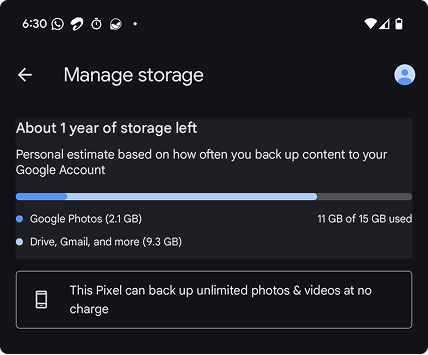 6:30
Manage storage
About 1 year of storage left
Personal estimate based on how often you back up content to your
Google Account
Google Photos (2.1 GB)
11 GB of 15 GB used
Drive, Gmail, and more (9.3 GB)
This Pixel can back up unlimited photos & videos at no
charge